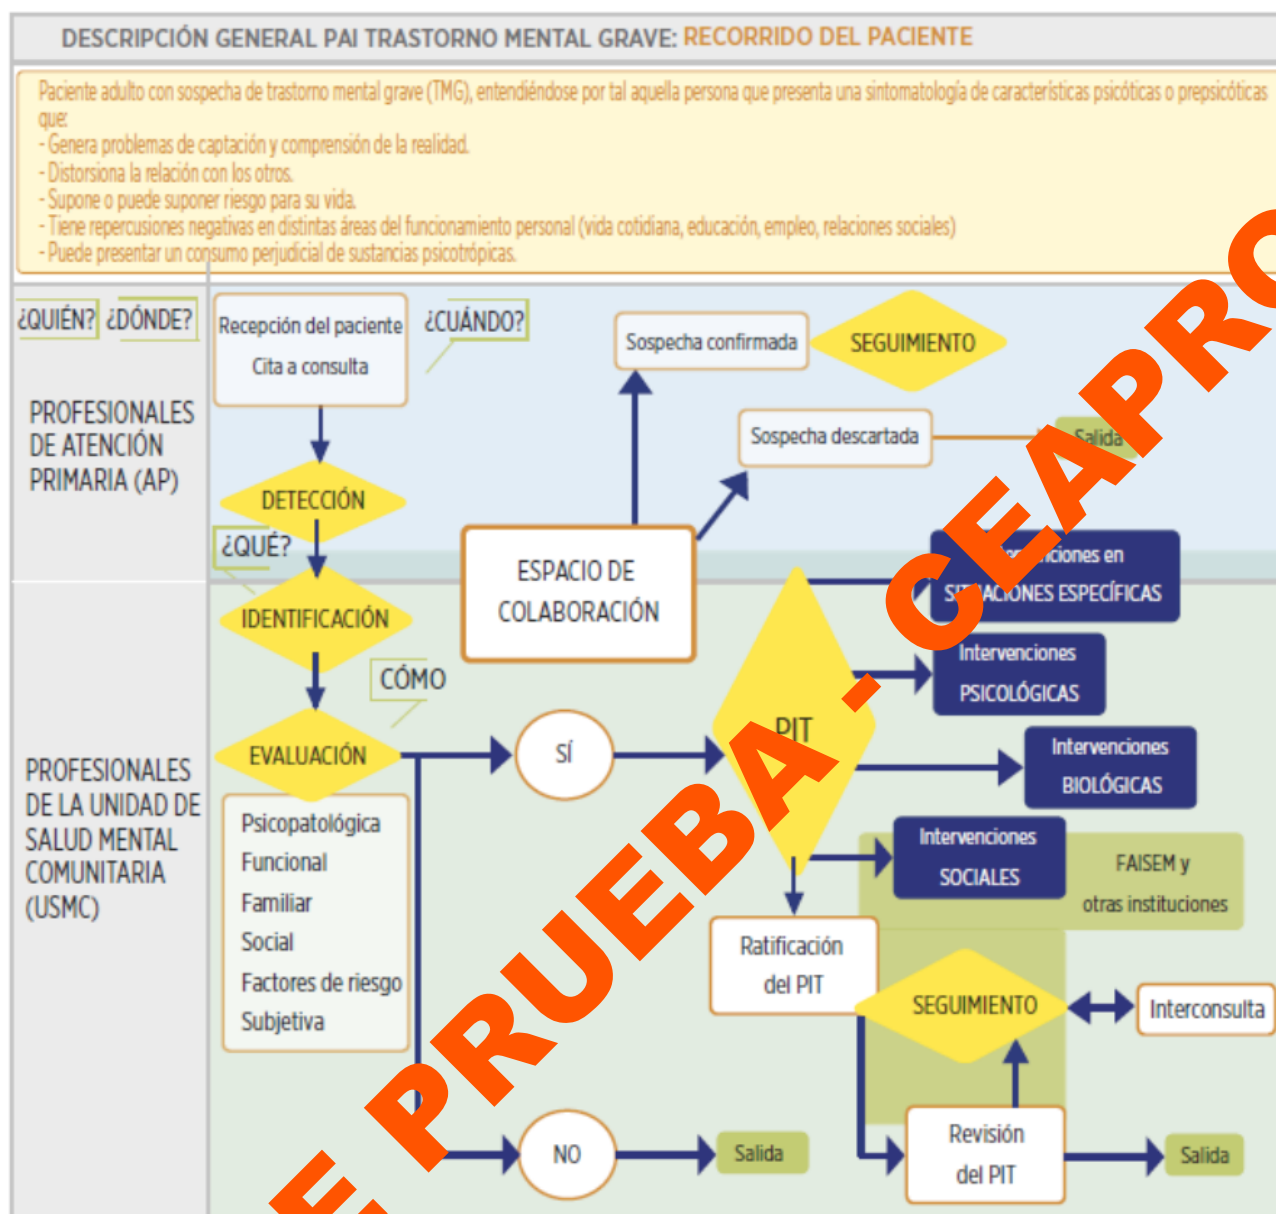 DESCRIPCIÓN GENERAL PAI TRASTORNO MENTAL GRAVE: RECORRIDO DEL PACIENTE
Paciente adulto con sospecha de trastorno mental grave (TMG), entendiéndose por tal aquella persona que presenta una sintomatología de características psicóticas o prepsicóticas
que:
- Genera problemas de captación y comprensión de la realidad.
- Distorsiona la relación con los otros.
- Supone o puede suponer riesgo para su vida.
- Tiene repercusiones negativas en distintas áreas del funcionamiento personal (vida cotidiana, educación, empleo, relaciones sociales)
- Puede presentar un consumo perjudicial de sustancias psicotrópicas.
¿QUIÉN? ¿DÓNDE?
Recepción del paciente
Cita a consulta
¿CUÁNDO?
Sospecha confirmada
SEGUIMIENTO
PROFESIONALES
DE ATENCIÓN
PRIMARIA (AP)
Sospecha descartada
Salida
DETECCIÓN
¿QUÉ?
ESPACIO DE
COLABORACIÓN
en
ESPECÍFICAS
IDENTIFICACIÓN
Intervenciones
PSICOLÓGICAS
CÓMO
PIT
EVALUACIÓN
SÍ
Intervenciones
BIOLÓGICAS
PROFESIONALES
DE LA UNIDAD DE
SALUD MENTAL
COMUNITARIA
(USMC)
Psicopatológica
Funcional
Familiar
Social
Factores de riesgo
Subjetiva
Intervenciones
SOCIALES
FAISEM y
otras instituciones
Ratificación
del PIT
SEGUIMIENTO
Interconsulta
Revisión
del PIT
Salida
NO
Salida
E PRUEBA - CEAPRO